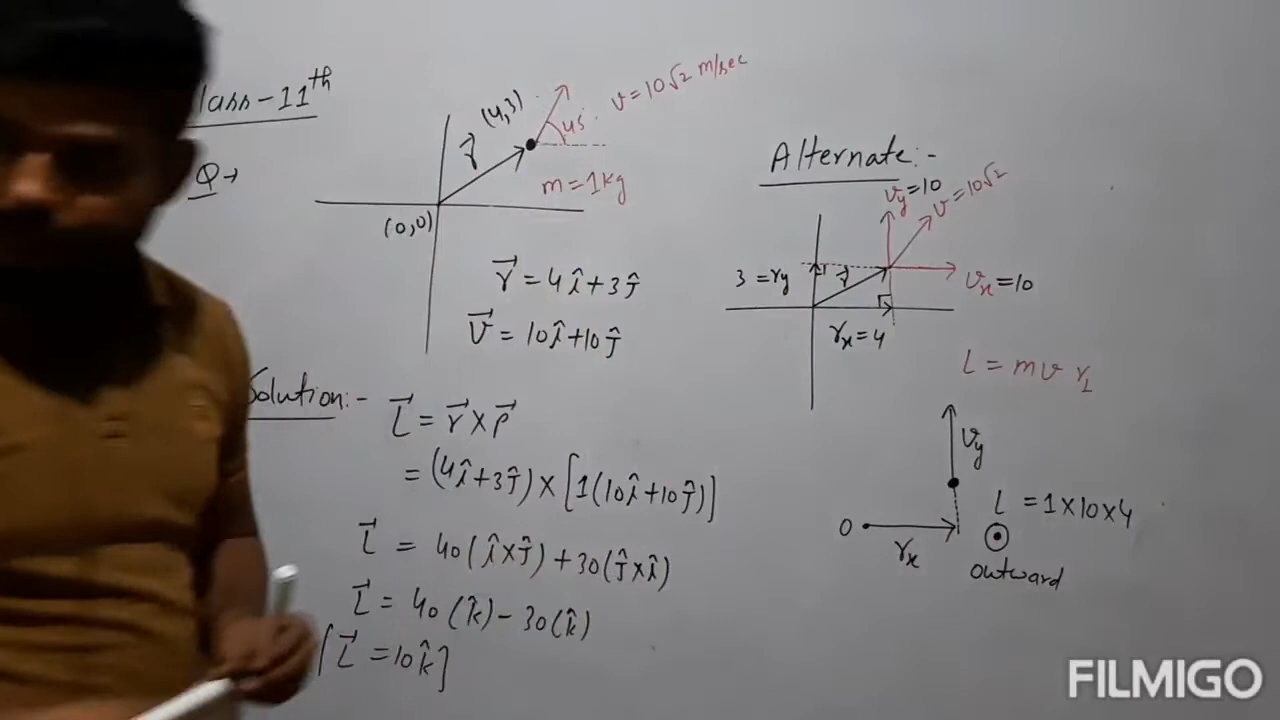 lass-11th
Q→
(4,3)
r⃗
45
v = 10√2 m/sec
m = 1kg
(0,0)
r⃗ = 4î+3ĵ
v⃗ = 10î+10ĵ
Solution:-
L⃗ = r⃗ × p⃗
= (4î+3ĵ) × [1(10î+10ĵ)]
L⃗ = 40(î×ĵ)+30(ĵ×î)
L⃗ = 40(k̂) - 30(k̂)
[L⃗ = 10k̂]
Alternate:-
vy=10
v=10√2
3 = ry
r⃗
vx=10
rx=4
L = mv r⊥
vy
O
rx
L = 1×10×4
outward
FILMIGO